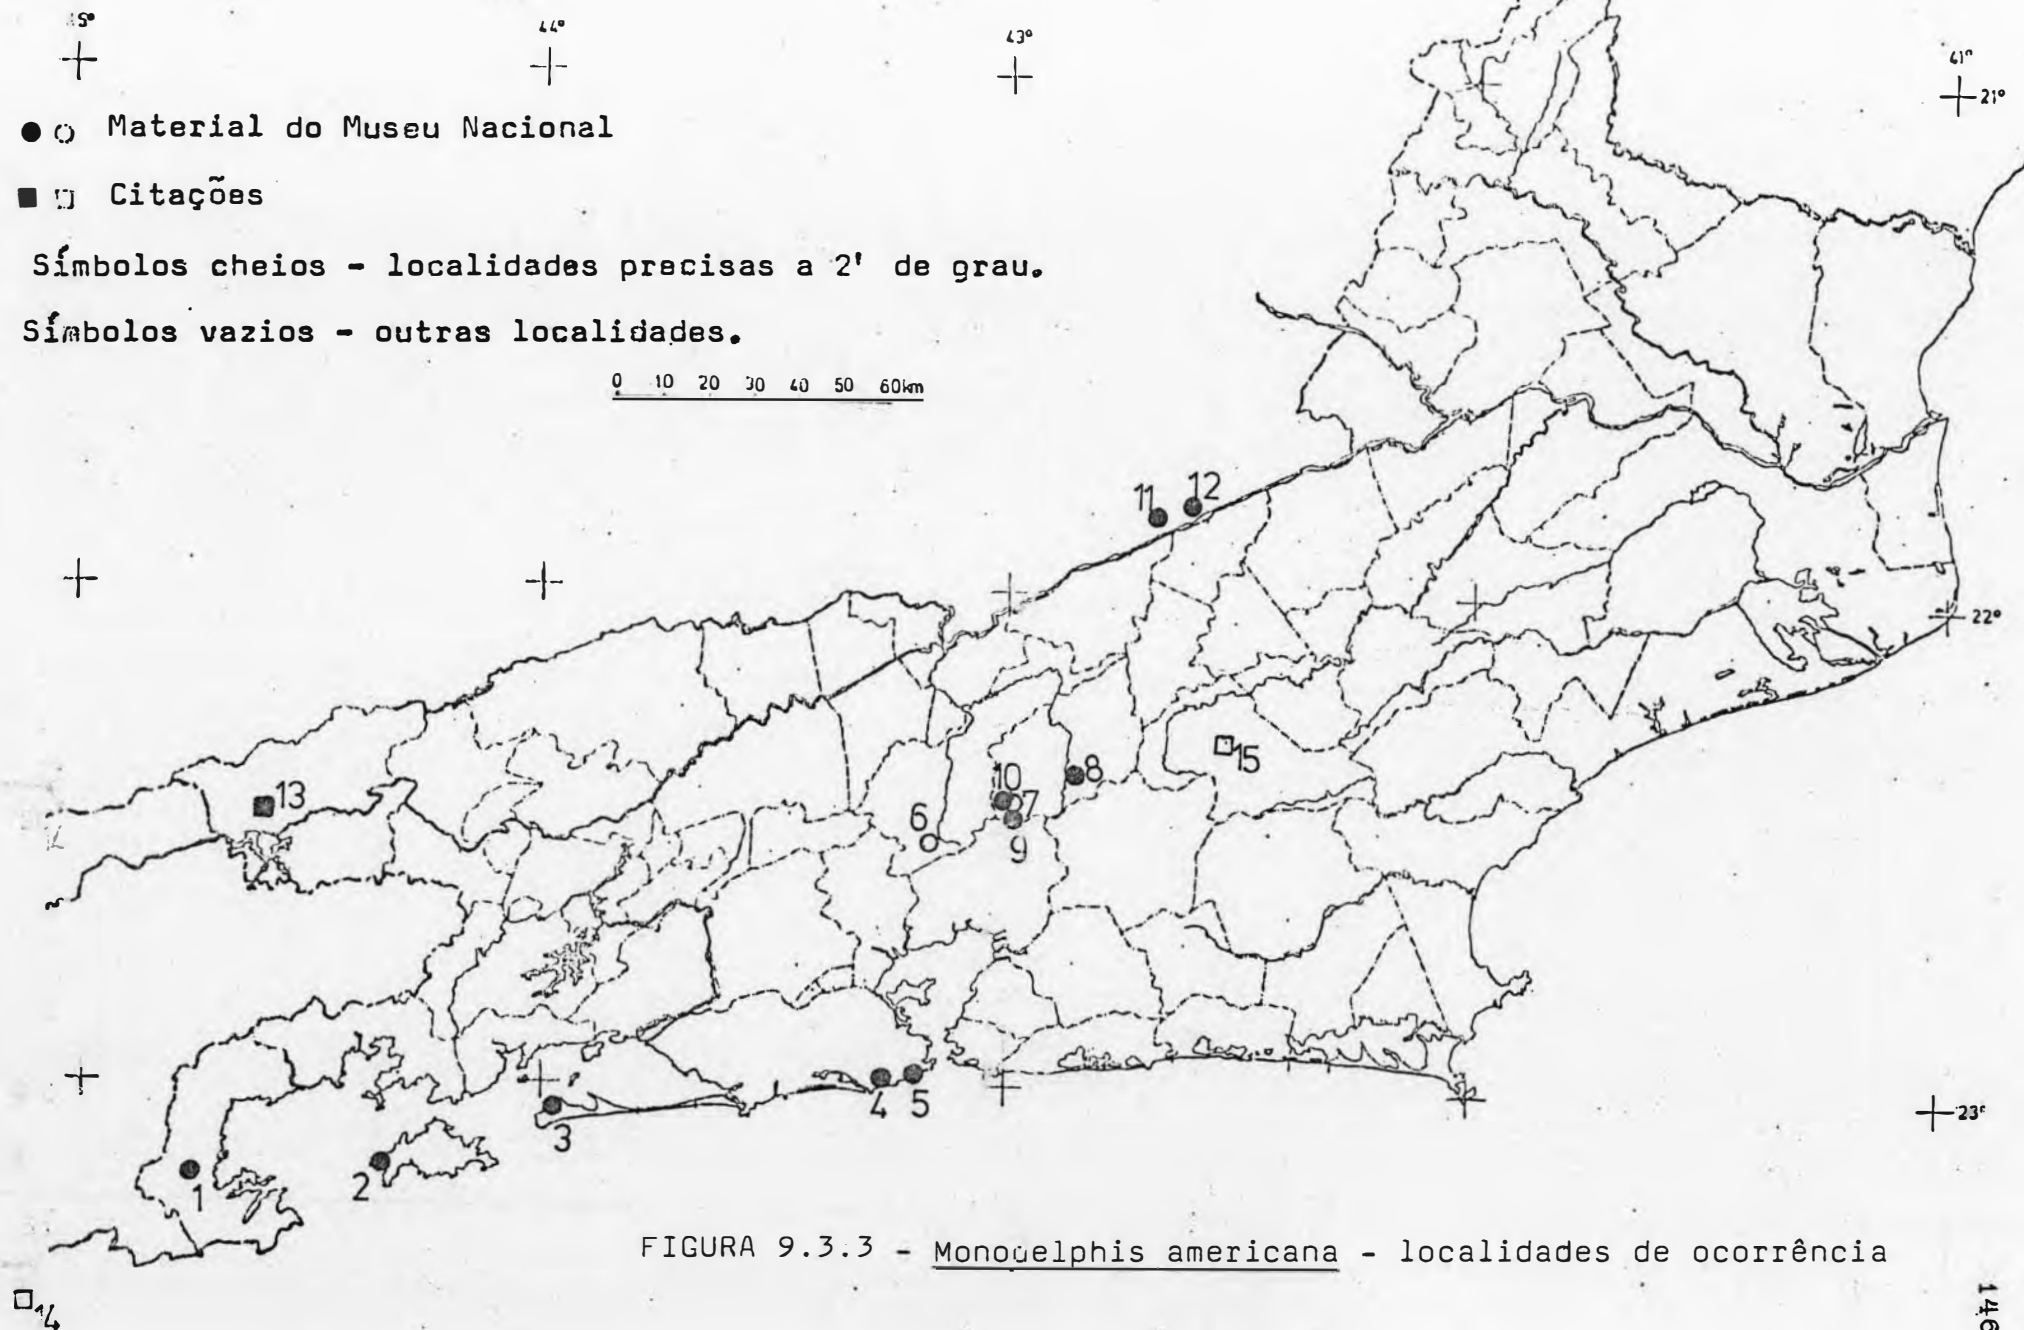 45° 44° 43° 41°
21°
Material do Museu Nacional
Citações
Símbolos cheios - localidades precisas a 2' de grau.
Símbolos vazios - outras localidades.
0 10 20 30 40 50 60km
11 12
22°
15
8
10
7
13
6
9
4 5
23°
3
1
2
FIGURA 9.3.3 - Monodelphis americana - localidades de ocorrência
14
146